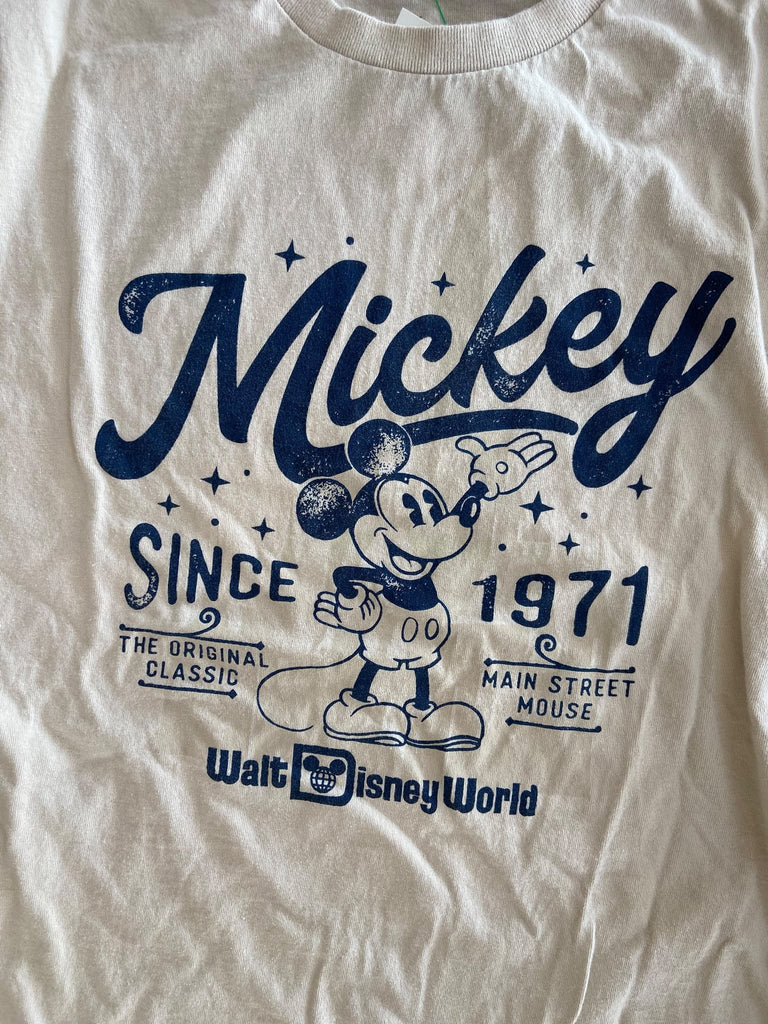 Mickey
SINCE 1971
THE ORIGINAL
CLASSIC
MAIN STREET
MOUSE
Walt Disney World